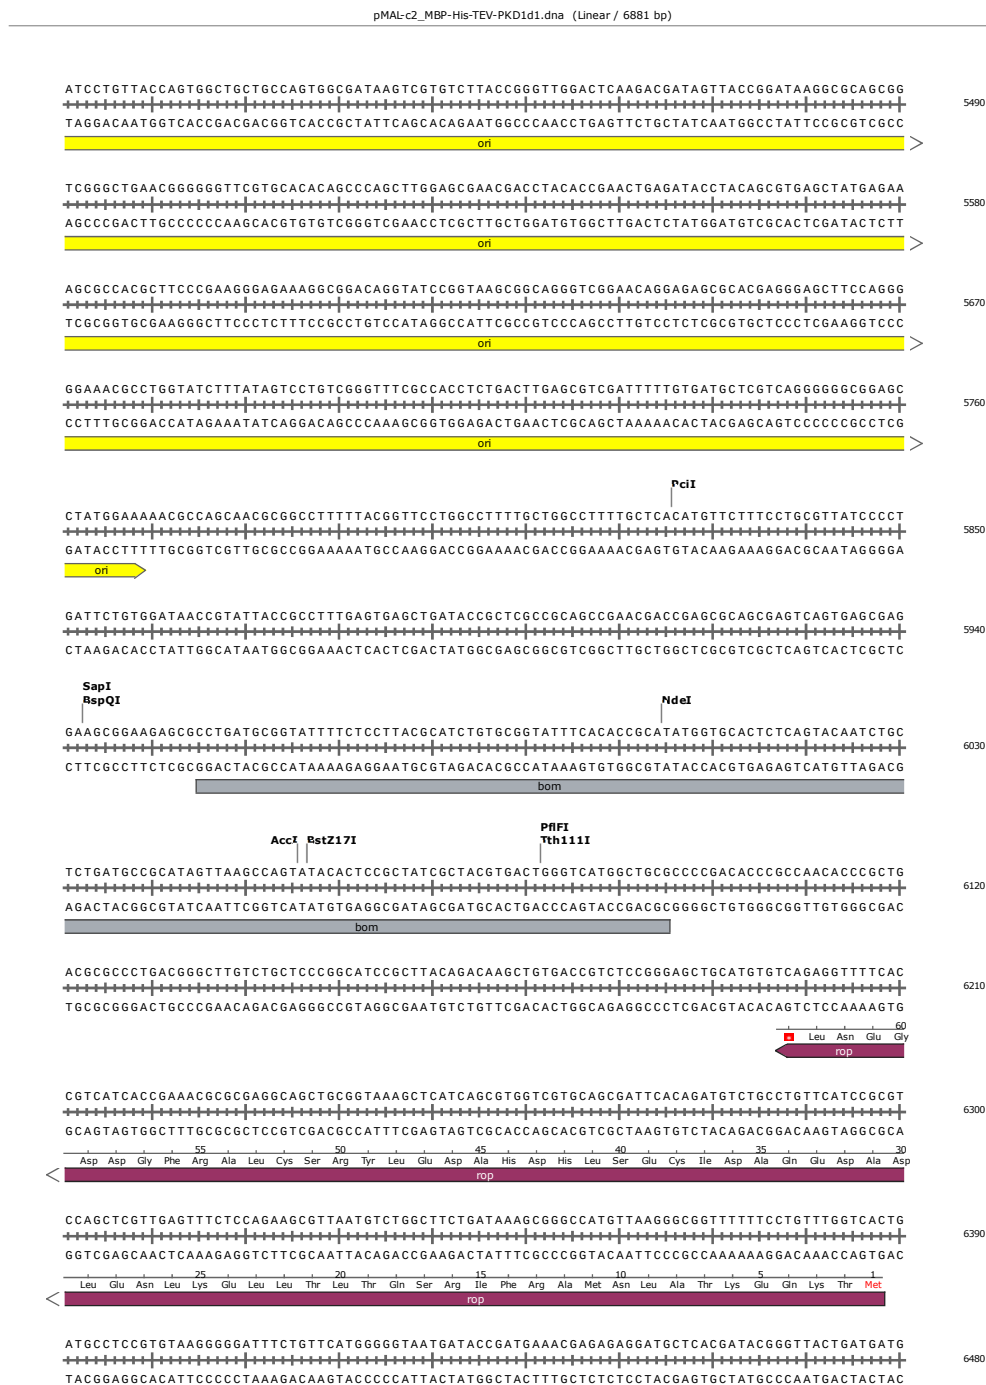 pMAL-c2_MBP-His-TEV-PKD1d1.dna (Linear / 6881 bp)
ATCCTGTTACCAGTGGCTGCTGCCAGTGGCGATAAGTCGTGTCTTACCGGGTTGGACTCAAGACGATAGTTACCGGATAAGGCGCAGCGG
5490
TAGGACAATGGTCACCGACGACGGTCACCGCTATTCAGCACAGAATGGCCCAACCTGAGTTCTGCTATCAATGGCCTATTCCGCGTCGCC
ori
TCGGGCTGAACGGGGGGTTCGTGCACACAGCCCAGCTTGGAGCGAACGACCTACACCGAACTGAGATACCTACAGCGTGAGCTATGAGAA
5580
AGCCCGACTTGCCCCCCAAGCACGTGTGTCGGGTCGAACCTCGCTTGCTGGATGTGGCTTGACTCTATGGATGTCGCACTCGATACTCTT
ori
AGCGCCACGCTTCCCGAAGGGAGAAAGGCGGACAGGTATCCGGTAAGCGGCAGGGTCGGAACAGGAGAGCGCACGAGGGAGCTTCCAGGG
5670
TCGCGGTGCGAAGGGCTTCCCTCTTTCCGCCTGTCCATAGGCCATTCGCCGTCCCAGCCTTGTCCTCTCGCGTGCTCCCTCGAAGGTCCC
ori
GGAAACGCCTGGTATCTTTATAGTCCTGTCGGGTTTCGCCACCTCTGACTTGAGCGTCGATTTTTGTGATGCTCGTCAGGGGGGCGGAGC
5760
CCTTTGCGGACCATAGAAATATCAGGACAGCCCAAAGCGGTGGAGACTGAACTCGCAGCTAAAAACACTACGAGCAGTCCCCCCGCCTCG
ori
PciI
CTATGGAAAAACGCCAGCAACGCGGCCTTTTTACGGTTCCTGGCCTTTTGCTGGCCTTTTGCTCACATGTTCTTTCCTGCGTTATCCCCT
5850
GATACCTTTTTGCGGTCGTTGCGCCGGAAAAATGCCAAGGACCGGAAAACGACCGGAAAACGAGTGTACAAGAAAGGACGCAATAGGGGA
ori
GATTCTGTGGATAACCGTATTACCGCCTTTGAGTGAGCTGATACCGCTCGCCGCAGCCGAACGACCGAGCGCAGCGAGTCAGTGAGCGAG
5940
CTAAGACACCTATTGGCATAATGGCGGAAACTCACTCGACTATGGCGAGCGGCGTCGGCTTGCTGGCTCGCGTCGCTCAGTCACTCGCTC
SapI
BspQI NdeI
GAAGCGGAAGAGCGCCTGATGCGGTATTTTCTCCTTACGCATCTGTGCGGTATTTCACACCGCATATGGTGCACTCTCAGTACAATCTGC
6030
CTTCGCCTTCTCGCGGACTACGCCATAAAAGAGGAATGCGTAGACACGCCATAAAGTGTGGCGTATACCACGTGAGAGTCATGTTAGACG
bom
PflFI
AccI BstZ17I Tth111I
TCTGATGCCGCATAGTTAAGCCAGTATACACTCCGCTATCGCTACGTGACTGGGTCATGGCTGCGCCCCGACACCCGCCAACACCCGCTG
6120
AGACTACGGCGTATCAATTCGGTCATATGTGAGGCGATAGCGATGCACTGACCCAGTACCGACGCGGGGCTGTGGGCGGTTGTGGGCGAC
bom
ACGCGCCCTGACGGGCTTGTCTGCTCCCGGCATCCGCTTACAGACAAGCTGTGACCGTCTCCGGGAGCTGCATGTGTCAGAGGTTTTCAC
6210
TGCGCGGGACTGCCCGAACAGACGAGGGCCGTAGGCGAATGTCTGTTCGACACTGGCAGAGGCCCTCGACGTACACAGTCTCCAAAAGTG
60
* Leu Asn Glu Gly
rop
CGTCATCACCGAAACGCGCGAGGCAGCTGCGGTAAAGCTCATCAGCGTGGTCGTGCAGCGATTCACAGATGTCTGCCTGTTCATCCGCGT
6300
GCAGTAGTGGCTTTGCGCGCTCCGTCGACGCCATTTCGAGTAGTCGCACCAGCACGTCGCTAAGTGTCTACAGACGGACAAGTAGGCGCA
55 50 45 40 35 30
Asp Asp Gly Phe Arg Ala Leu Cys Ser Arg Tyr Leu Glu Asp Ala His Asp His Leu Ser Glu Cys Ile Asp Ala Gln Glu Asp Ala Asp
rop
CCAGCTCGTTGAGTTTCTCCAGAAGCGTTAATGTCTGGCTTCTGATAAAGCGGGCCATGTTAAGGGCGGTTTTTTCCTGTTTGGTCACTG
6390
GGTCGAGCAACTCAAAGAGGTCTTCGCAATTACAGACCGAAGACTATTTCGCCCGGTACAATTCCCGCCAAAAAAGGACAAACCAGTGAC
25 20 15 10 5 1
Leu Glu Asn Leu Lys Glu Leu Leu Thr Leu Thr Gln Ser Arg Ile Phe Arg Ala Met Asn Leu Ala Thr Lys Glu Gln Lys Thr Met
rop
ATGCCTCCGTGTAAGGGGGATTTCTGTTCATGGGGGTAATGATACCGATGAAACGAGAGAGGATGCTCACGATACGGGTTACTGATGATG
6480
TACGGAGGCACATTCCCCCTAAAGACAAGTACCCCCATTACTATGGCTACTTTGCTCTCTCCTACGAGTGCTATGCCCAATGACTACTAC